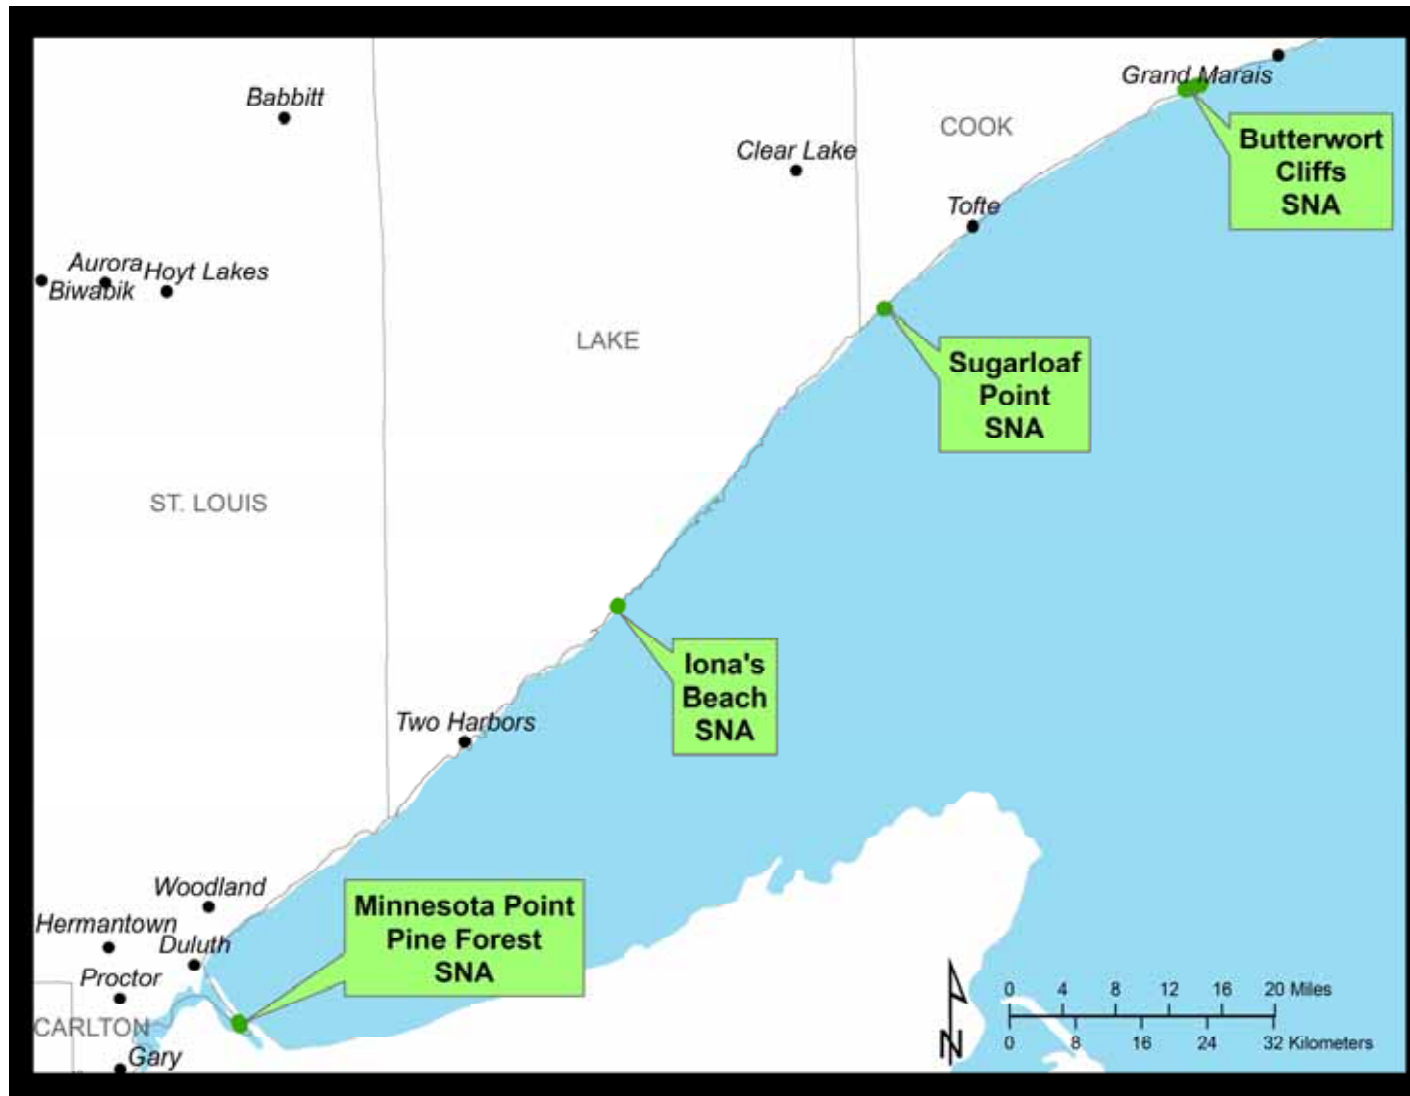 Grand Marais
Babbitt
Butterwort
Cliffs
SNA
COOK
Clear Lake
Tofte
Aurora
Hoyt Lakes
Biwabik
LAKE
Sugarloaf
Point
SNA
ST. LOUIS
Iona's
Beach
SNA
Two Harbors
Woodland
Minnesota Point
Pine Forest
SNA
Hermantown
Duluth
Proctor
CARLTON
Gary
N
0 4 8 12 16 20 Miles
0 8 16 24 32 Kilometers